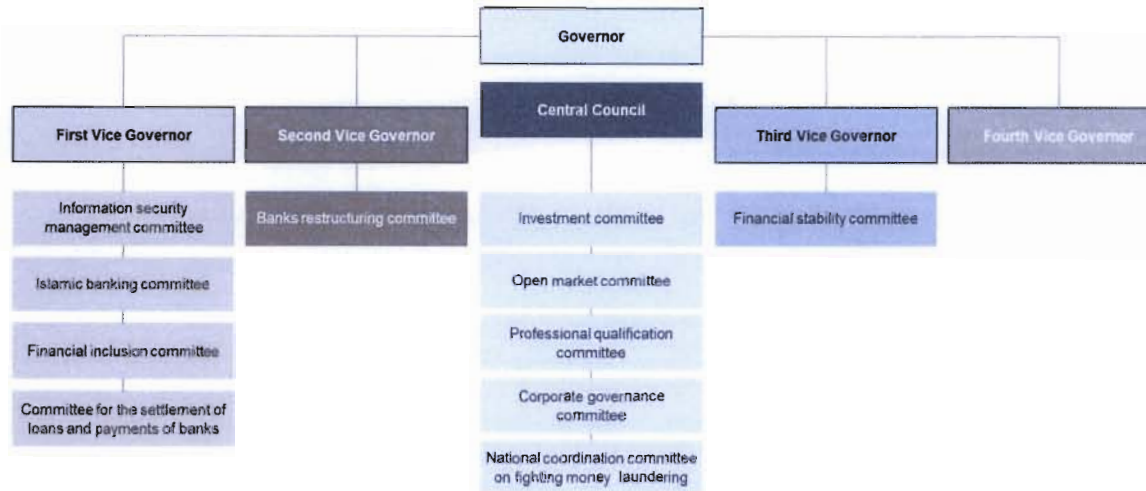 Governor
Central Council
First Vice Governor
Second Vice Governor
Third Vice Governor
Fourth Vice Governor
Information security
management committee
Islamic banking committee
Financial inclusion committee
Committee for the settlement of
loans and payments of banks
Banks restructuring committee
Investment committee
Open market committee
Professional qualification
committee
Corporate governance
committee
National coordination committee
on fighting money laundering
Financial stability committee